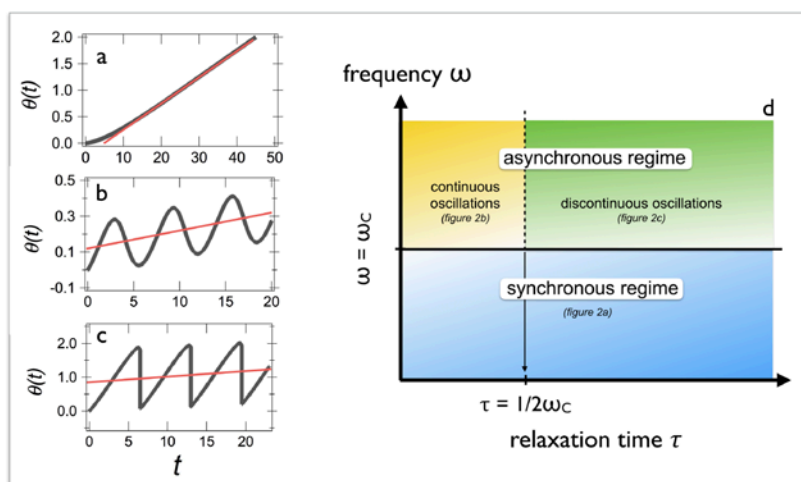 a
θ(t)
2.0
1.5
1.0
0.5
0.0
0 10 20 30 40 50
b
θ(t)
0.5
0.3
0.1
-0.1
0 5 10 15 20
c
θ(t)
2.0
1.0
0.0
0 5 10 15 20
t
frequency ω
d
asynchronous regime
continuous
oscillations
(figure 2b)
discontinuous oscillations
(figure 2c)
ω = ωC
synchronous regime
(figure 2a)
τ = 1/2ωC
relaxation time τ